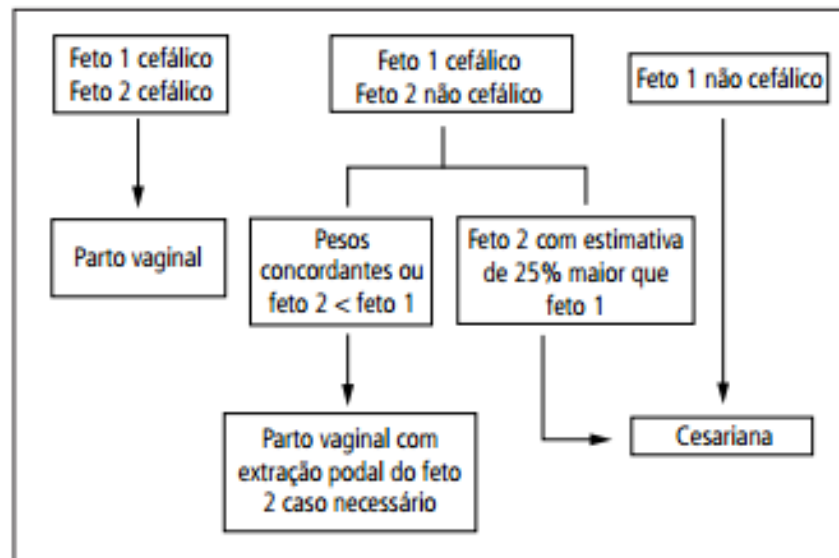 Feto 1 cefálico
Feto 2 cefálico
Feto 1 cefálico
Feto 2 não cefálico
Feto 1 não cefálico
Parto vaginal
Pesos
concordantes ou
feto 2 < feto 1
Feto 2 com estimativa
de 25% maior que
feto 1
Parto vaginal com
extração podal do feto
2 caso necessário
Cesariana